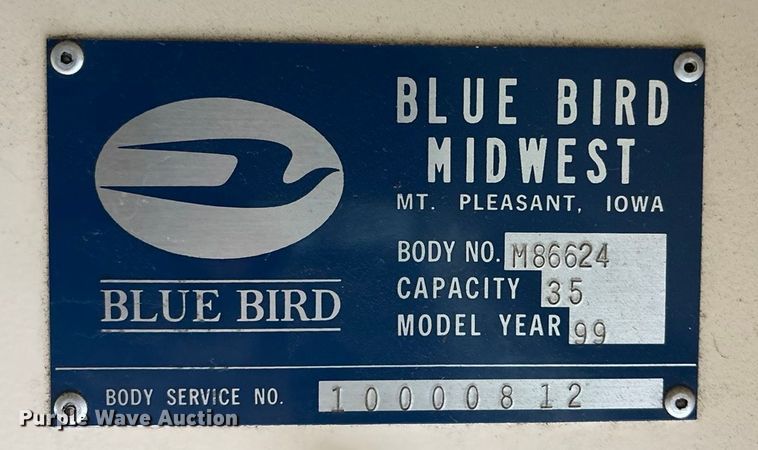 BLUE BIRD
MIDWEST
MT. PLEASANT, IOWA
BODY NO. M86624
CAPACITY 35
MODEL YEAR 99
BLUE BIRD
BODY SERVICE NO. 10000812
Purple Wave Auction